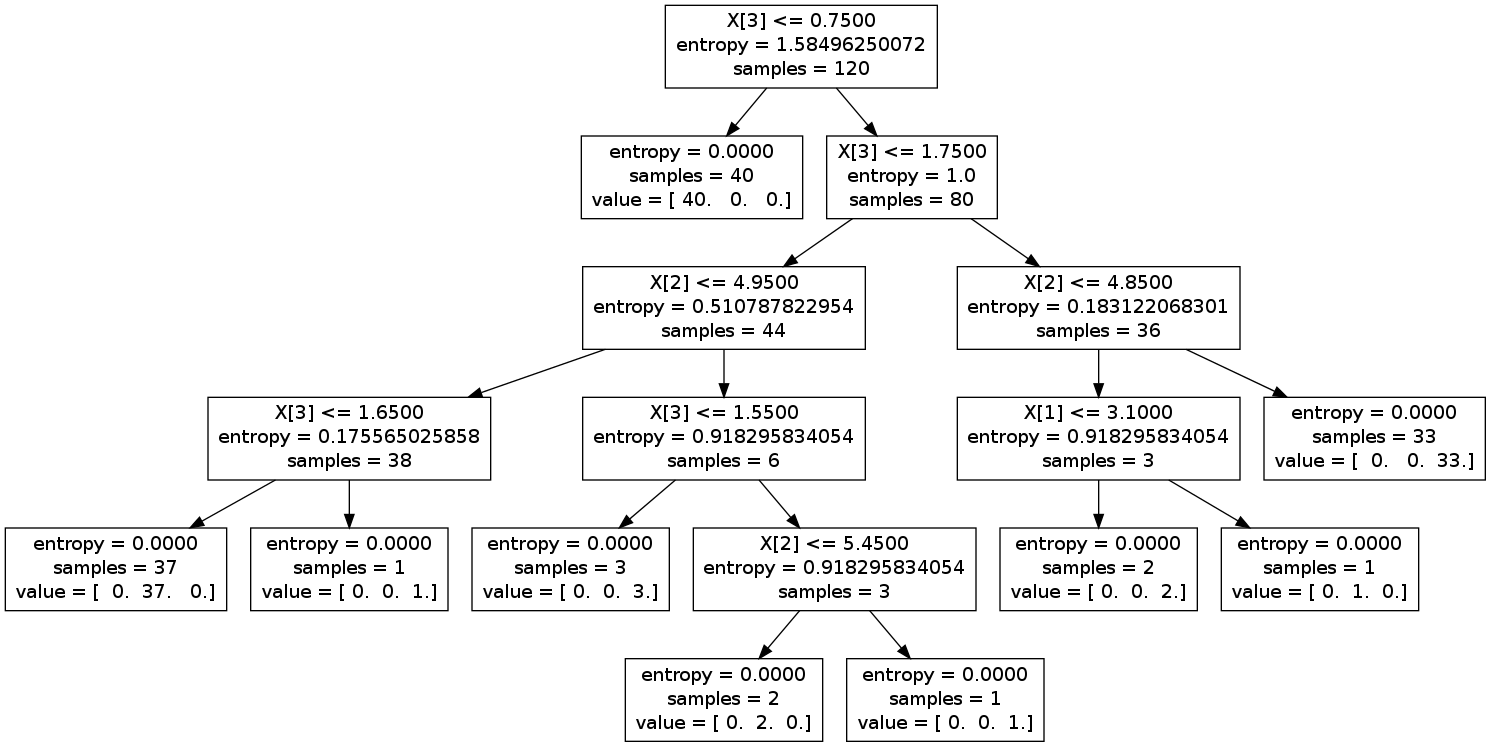 X[3] <= 0.7500
entropy = 1.58496250072
samples = 120
entropy = 0.0000
samples = 40
value = [ 40.   0.   0.]
X[3] <= 1.7500
entropy = 1.0
samples = 80
X[2] <= 4.9500
entropy = 0.510787822954
samples = 44
X[2] <= 4.8500
entropy = 0.183122068301
samples = 36
X[3] <= 1.6500
entropy = 0.175565025858
samples = 38
X[3] <= 1.5500
entropy = 0.918295834054
samples = 6
X[1] <= 3.1000
entropy = 0.918295834054
samples = 3
entropy = 0.0000
samples = 33
value = [  0.   0.  33.]
entropy = 0.0000
samples = 37
value = [  0.  37.   0.]
entropy = 0.0000
samples = 1
value = [ 0.  0.  1.]
entropy = 0.0000
samples = 3
value = [ 0.  0.  3.]
X[2] <= 5.4500
entropy = 0.918295834054
samples = 3
entropy = 0.0000
samples = 2
value = [ 0.  0.  2.]
entropy = 0.0000
samples = 1
value = [ 0.  1.  0.]
entropy = 0.0000
samples = 2
value = [ 0.  2.  0.]
entropy = 0.0000
samples = 1
value = [ 0.  0.  1.]